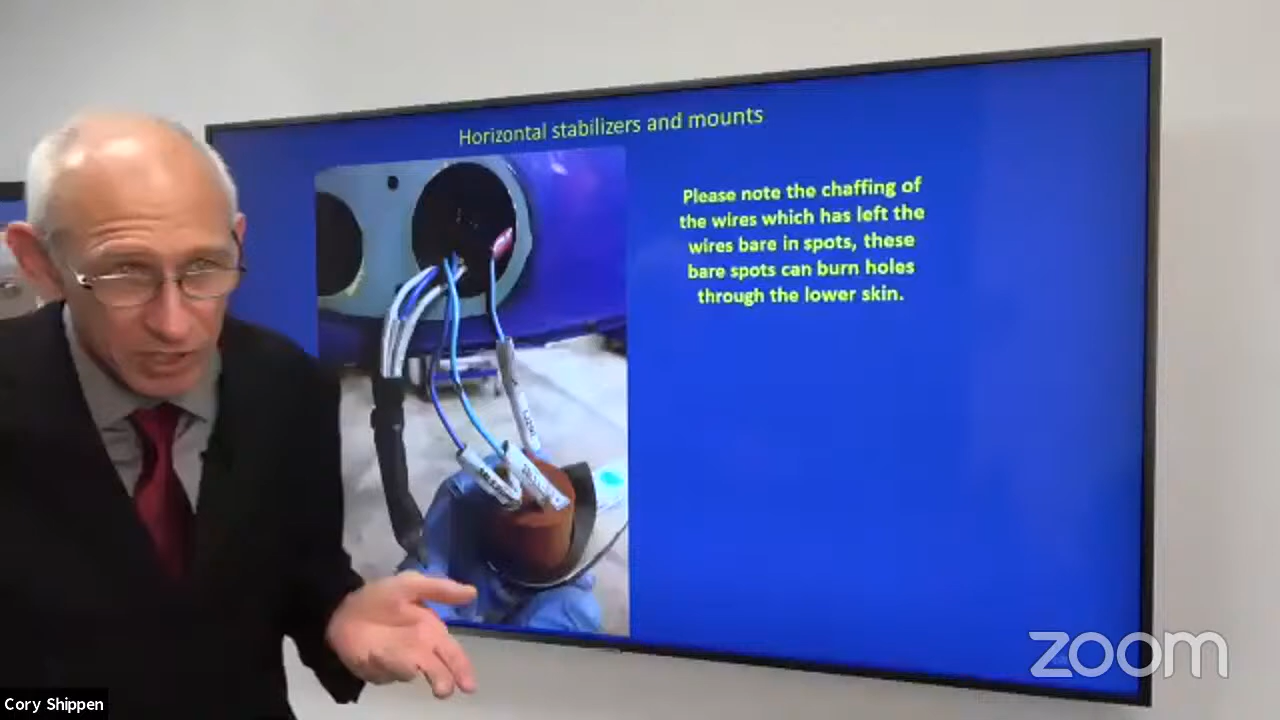 Horizontal stabilizers and mounts
Please note the chaffing of
the wires which has left the
wires bare in spots, these
bare spots can burn holes
through the lower skin.
zoom
Cory Shippen